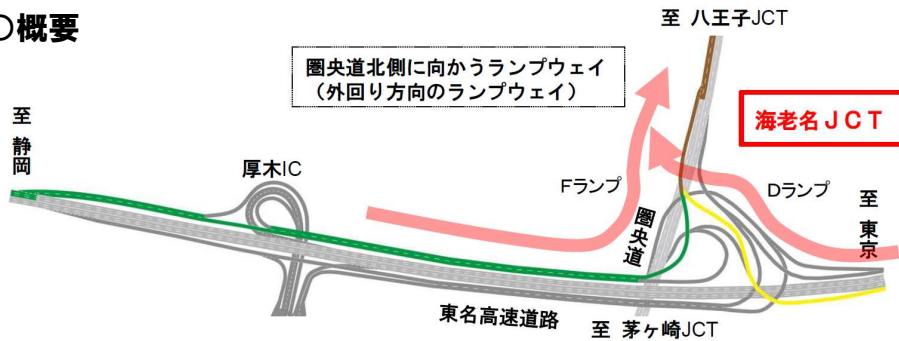 ○概要
至 八王子JCT
圏央道北側に向かうランプウェイ
（外回り方向のランプウェイ）
海老名ＪＣＴ
至 静岡
厚木IC
Fランプ
Dランプ
圏央道
至 東京
東名高速道路
至 茅ヶ崎JCT